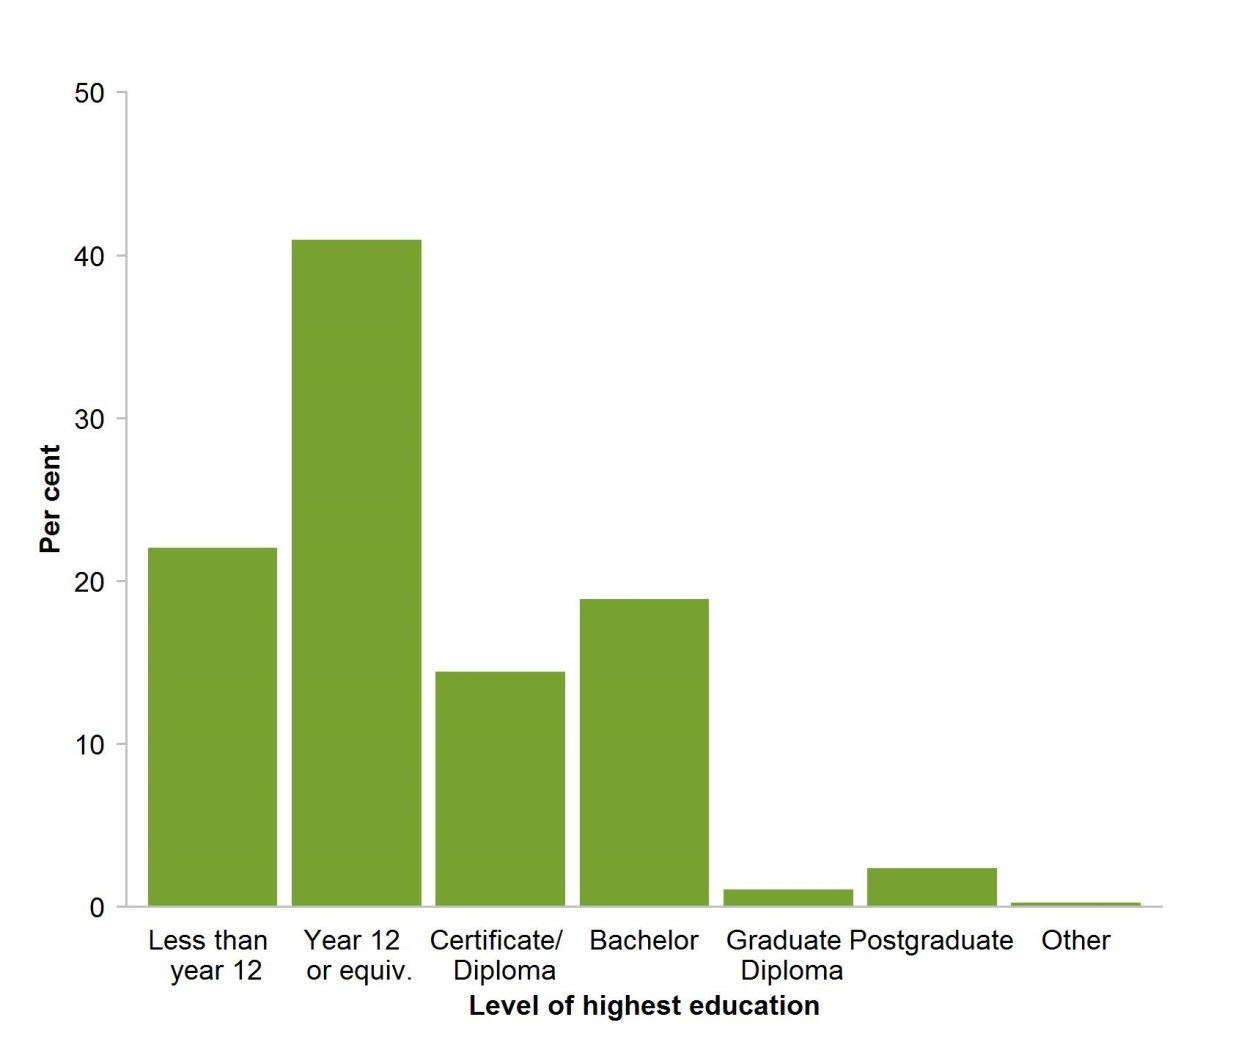 50
40
30
20
10
0
Per cent
Less than
year 12
Year 12
or equiv.
Certificate/
Diploma
Bachelor
Graduate
Diploma
Postgraduate
Other
Level of highest education